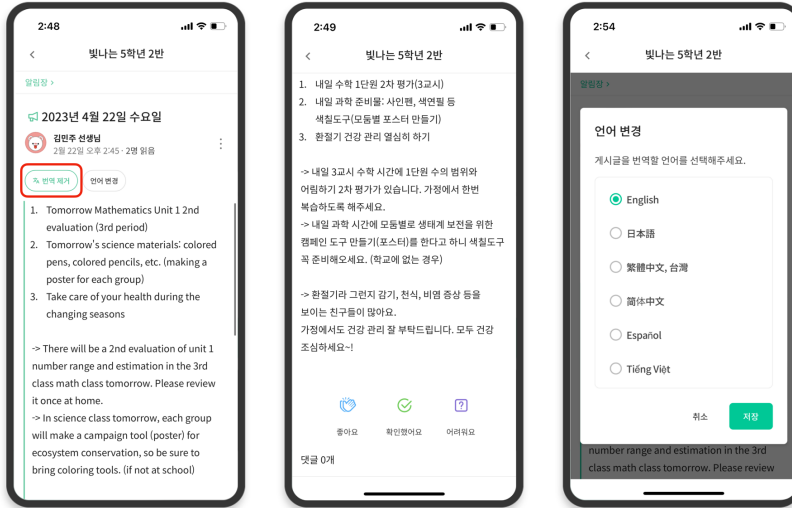 2:48
빛나는 5학년 2반
알림장 >
2023년 4월 22일 수요일
김민주 선생님
2월 22일 오후 2:45 · 2명 읽음
번역 제거
언어 변경
1. Tomorrow Mathematics Unit 1 2nd
evaluation (3rd period)
2. Tomorrow's science materials: colored
pens, colored pencils, etc. (making a
poster for each group)
3. Take care of your health during the
changing seasons
-> There will be a 2nd evaluation of unit 1
number range and estimation in the 3rd
class math class tomorrow. Please review
it once at home.
-> In science class tomorrow, each group
will make a campaign tool (poster) for
ecosystem conservation, so be sure to
bring coloring tools. (if not at school)
2:49
빛나는 5학년 2반
1. 내일 수학 1단원 2차 평가(3교시)
2. 내일 과학 준비물: 사인펜, 색연필 등
색칠도구(모둠별 포스터 만들기)
3. 환절기 건강 관리 열심히 하기
-> 내일 3교시 수학 시간에 1단원 수의 범위와
어림하기 2차 평가가 있습니다. 가정에서 한번
복습하도록 해주세요.
-> 내일 과학 시간에 모둠별로 생태계 보전을 위한
캠페인 도구 만들기(포스터)를 한다고 하니 색칠도구
꼭 준비해오세요. (학교에 없는 경우)
-> 환절기라 그런지 감기, 천식, 비염 증상 등을
보이는 친구들이 많아요.
가정에서도 건강 관리 잘 부탁드립니다. 모두 건강
조심하세요~!
좋아요
확인했어요
어려워요
댓글 0개
2:54
빛나는 5학년 2반
알림장 >
언어 변경
게시글을 번역할 언어를 선택해주세요.
English
日本語
繁體中文, 台灣
简体中文
Español
Tiếng Việt
취소
저장
number range and estimation in the 3rd
class math class tomorrow. Please review